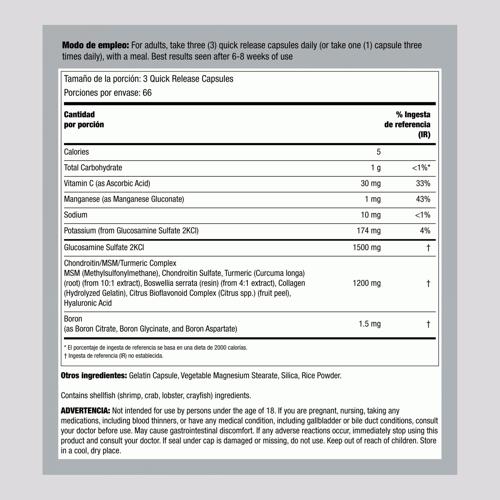 Modo de empleo: For adults, take three (3) quick release capsules daily (or take one (1) capsule three
times daily), with a meal. Best results seen after 6-8 weeks of use
Tamaño de la porción: 3 Quick Release Capsules
Porciones por envase: 66
Cantidad por porción % Ingesta de referencia (IR)
Calories 5
Total Carbohydrate 1 g <1%*
Vitamin C (as Ascorbic Acid) 30 mg 33%
Manganese (as Manganese Gluconate) 1 mg 43%
Sodium 10 mg <1%
Potassium (from Glucosamine Sulfate 2KCl) 174 mg 4%
Glucosamine Sulfate 2KCl 1500 mg †
Chondroitin/MSM/Turmeric Complex
MSM (Methylsulfonylmethane), Chondroitin Sulfate, Turmeric (Curcuma longa)
(root) (from 10:1 extract), Boswellia serrata (resin) (from 4:1 extract), Collagen 1200 mg †
(Hydrolyzed Gelatin), Citrus Bioflavonoid Complex (Citrus spp.) (fruit peel),
Hyaluronic Acid
Boron 1.5 mg †
(as Boron Citrate, Boron Glycinate, and Boron Aspartate)
* El porcentaje de ingesta de referencia se basa en una dieta de 2000 calorías.
† Ingesta de referencia (IR) no establecida.
Otros ingredientes: Gelatin Capsule, Vegetable Magnesium Stearate, Silica, Rice Powder.
Contains shellfish (shrimp, crab, lobster, crayfish) ingredients.
ADVERTENCIA: Not intended for use by persons under the age of 18. If you are pregnant, nursing, taking any
medications, including blood thinners, or have any medical condition, including gallbladder or bile duct conditions, consult
your doctor before use. May cause gastrointestinal discomfort. If any adverse reactions occur, immediately stop using this
product and consult your doctor. If seal under cap is damaged or missing, do not use. Keep out of reach of children. Store
in a cool, dry place.